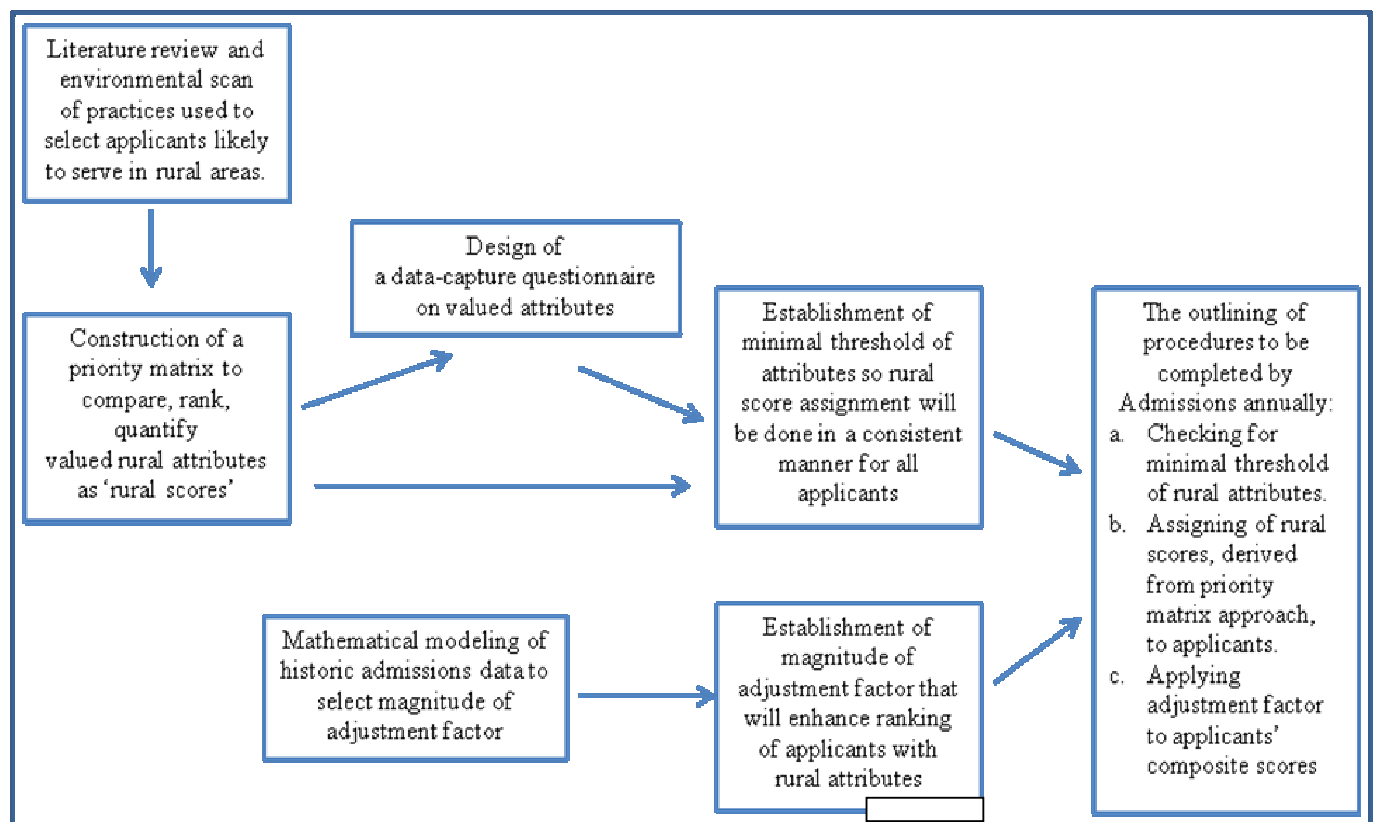 Literature review and
environmental scan
of practices used to
select applicants likely
to serve in rural areas.
Construction of a
priority matrix to
compare, rank,
quantify
valued rural attributes
as ‘rural scores’
Design of
a data-capture questionnaire
on valued attributes
Establishment of
minimal threshold of
attributes so rural
score assignment will
be done in a consistent
manner for all
applicants
Mathematical modeling of
historic admissions data to
select magnitude of
adjustment factor
Establishment of
magnitude of
adjustment factor that
will enhance ranking
of applicants with
rural attributes
The outlining of
procedures to be
completed by
Admissions annually:
a. Checking for
minimal threshold
of rural attributes.
b. Assigning of rural
scores, derived
from priority
matrix approach,
to applicants.
c. Applying
adjustment factor
to applicants’
composite scores